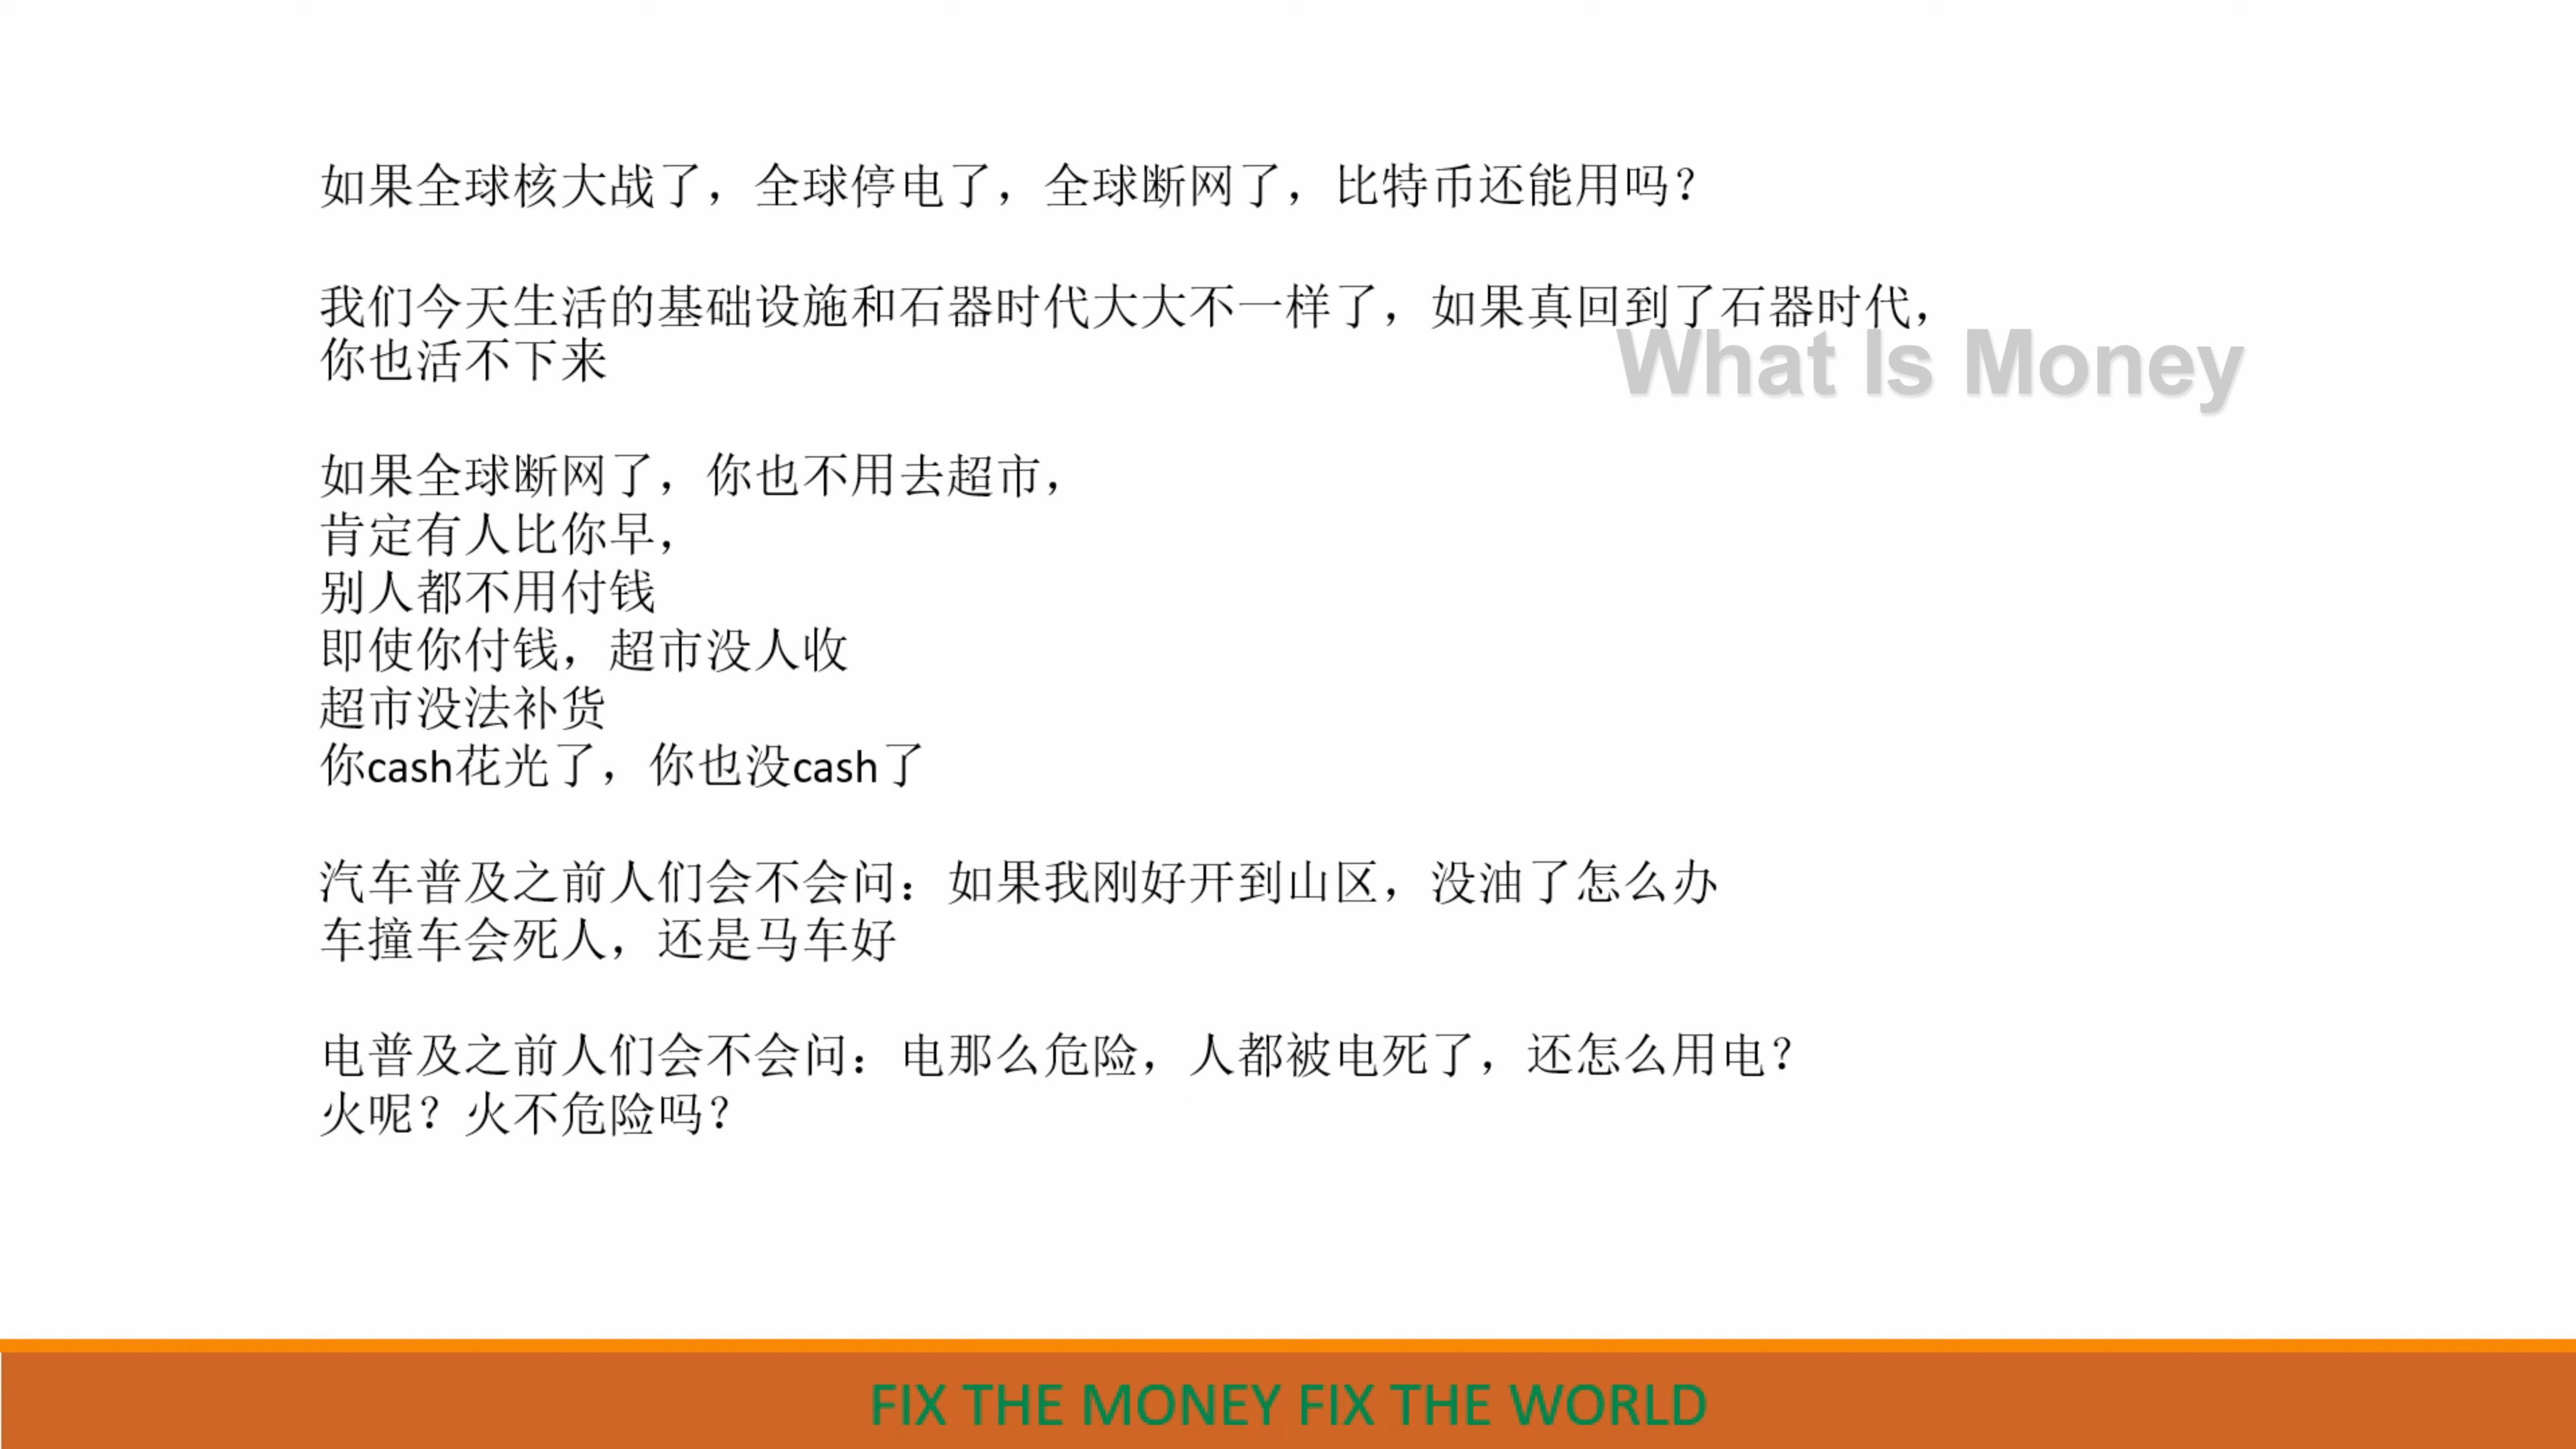 如果全球核大战了，全球停电了，全球断网了，比特币还能用吗？
我们今天生活的基础设施和石器时代大大不一样了，如果真回到了石器时代，
你也活不下来
What Is Money
如果全球断网了，你也不用去超市，
肯定有人比你早，
别人都不用付钱
即使你付钱，超市没人收
超市没法补货
你cash花光了，你也没cash了
汽车普及之前人们会不会问：如果我刚好开到山区，没油了怎么办
车撞车会死人，还是马车好
电普及之前人们会不会问：电那么危险，人都被电死了，还怎么用电？
火呢？火不危险吗？
FIX THE MONEY FIX THE WORLD